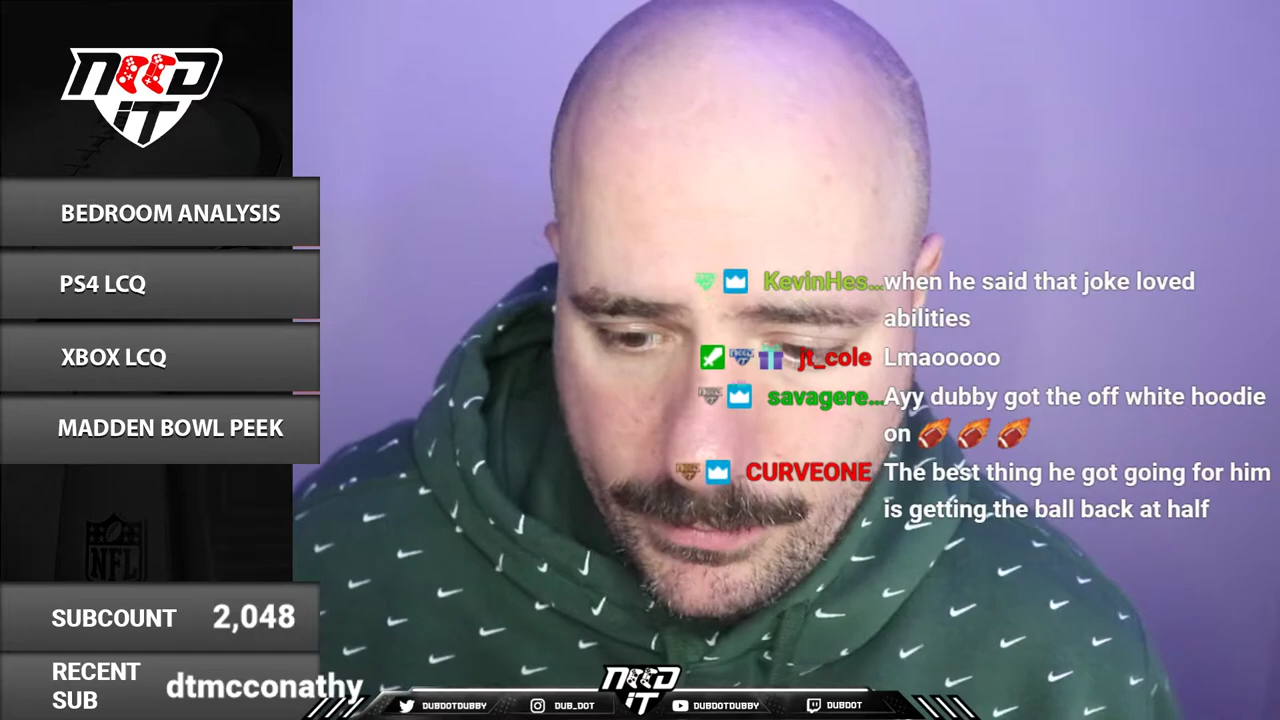 NEED
iT
BEDROOM ANALYSIS
PS4 LCQ
XBOX LCQ
MADDEN BOWL PEEK
NFL
SUBCOUNT 2,048
RECENT
SUB
dtmcconathy
KevinHes... when he said that joke loved
abilities
jt_cole Lmaooooo
savagere... Ayy dubby got the off white hoodie
on
CURVEONE The best thing he got going for him
is getting the ball back at half
NEED
iT
DUBDOTDUBBY DUB_DOT DUBDOTDUBBY DUBDOT